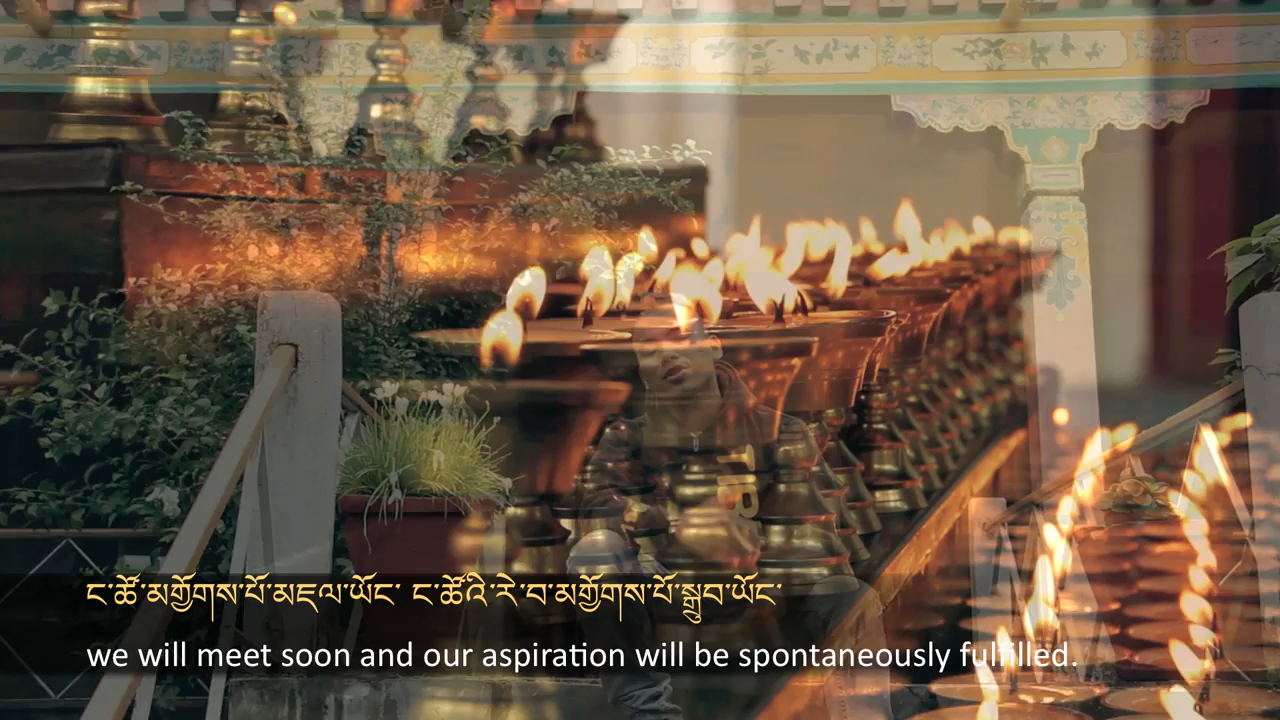 ང་ཚོ་མགྱོགས་པོ་མཇལ་ཡོང་ ང་ཚོའི་རེ་བ་མགྱོགས་པོ་སྒྲུབ་ཡོང་
we will meet soon and our aspiration will be spontaneously fulfilled.